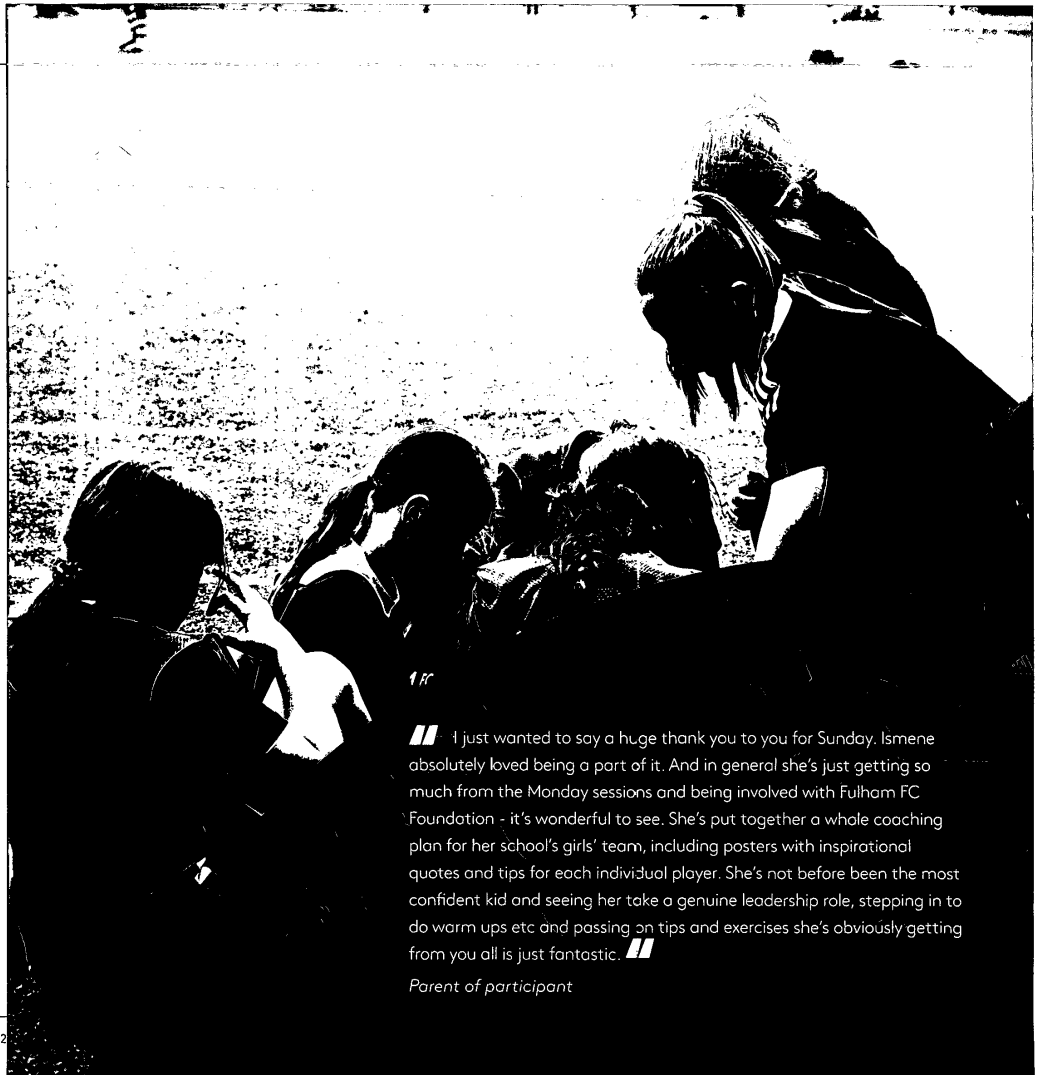 FC
I just wanted to say a huge thank you to you for Sunday. Ismene
absolutely loved being a part of it. And in general she's just getting so
much from the Monday sessions and being involved with Fulham FC
Foundation - it's wonderful to see. She's put together a whole coaching
plan for her school's girls' team, including posters with inspirational
quotes and tips for each individual player. She's not before been the most
confident kid and seeing her take a genuine leadership role, stepping in to
do warm ups etc and passing on tips and exercises she's obviously getting
from you all is just fantastic.
Parent of participant
2